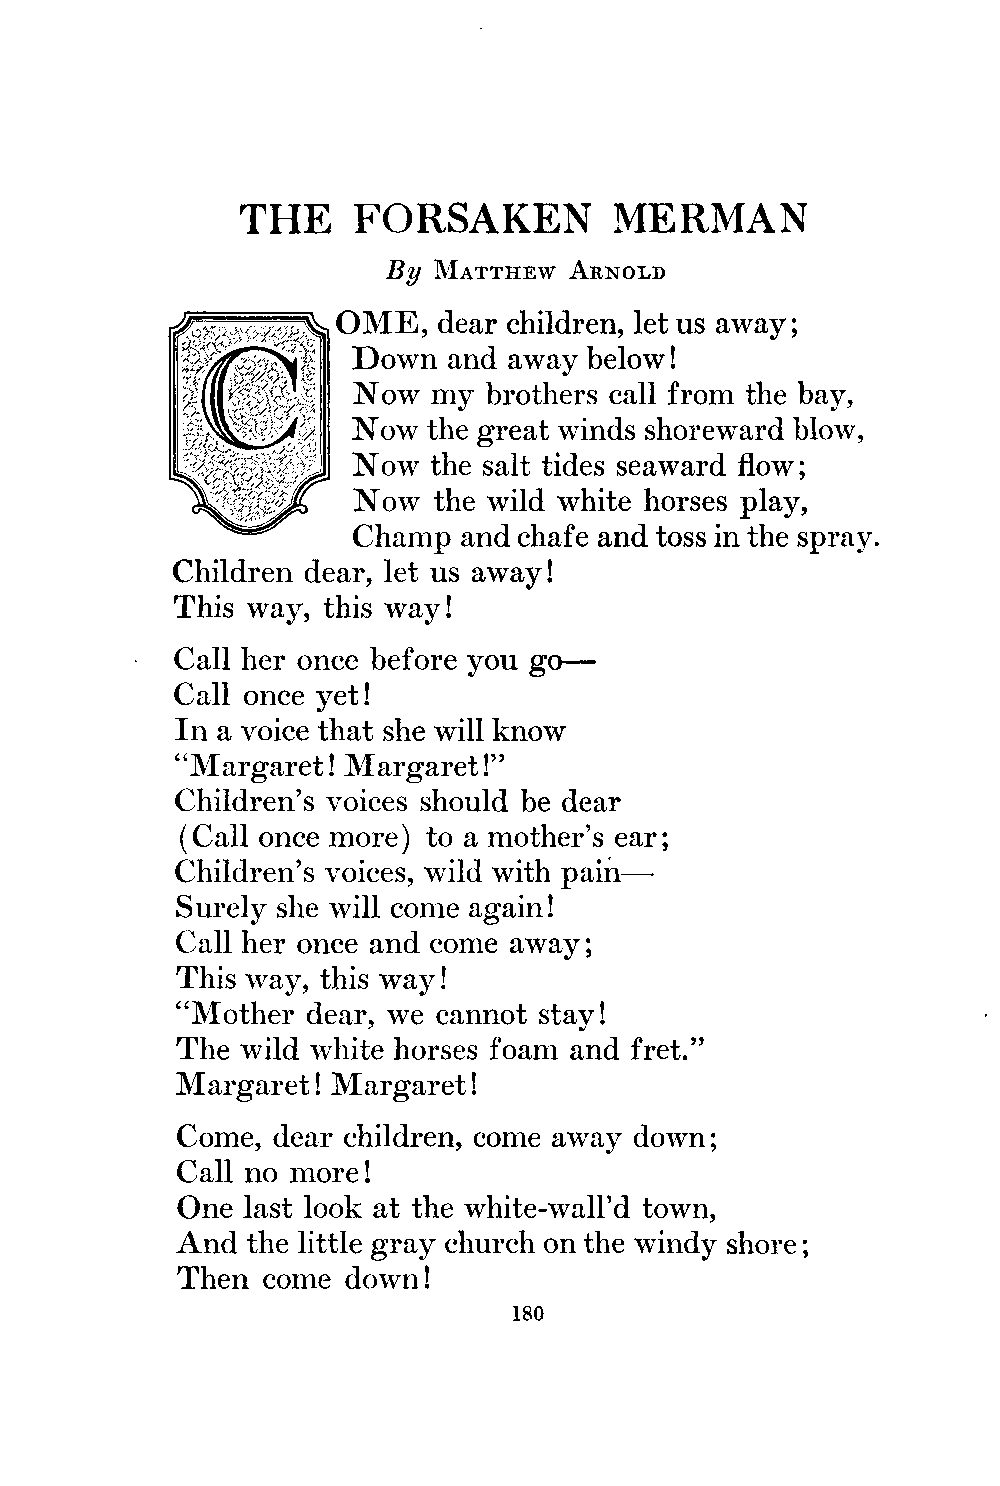 THE FORSAKEN MERMAN
By MATTHEW ARNOLD
COME, dear children, let us away;
Down and away below!
Now my brothers call from the bay,
Now the great winds shoreward blow,
Now the salt tides seaward flow;
Now the wild white horses play,
Champ and chafe and toss in the spray.
Children dear, let us away!
This way, this way!
Call her once before you go—
Call once yet!
In a voice that she will know
“Margaret! Margaret!”
Children’s voices should be dear
(Call once more) to a mother’s ear;
Children’s voices, wild with pain—
Surely she will come again!
Call her once and come away;
This way, this way!
“Mother dear, we cannot stay!
The wild white horses foam and fret.”
Margaret! Margaret!
Come, dear children, come away down;
Call no more!
One last look at the white-wall’d town,
And the little gray church on the windy shore;
Then come down!
180